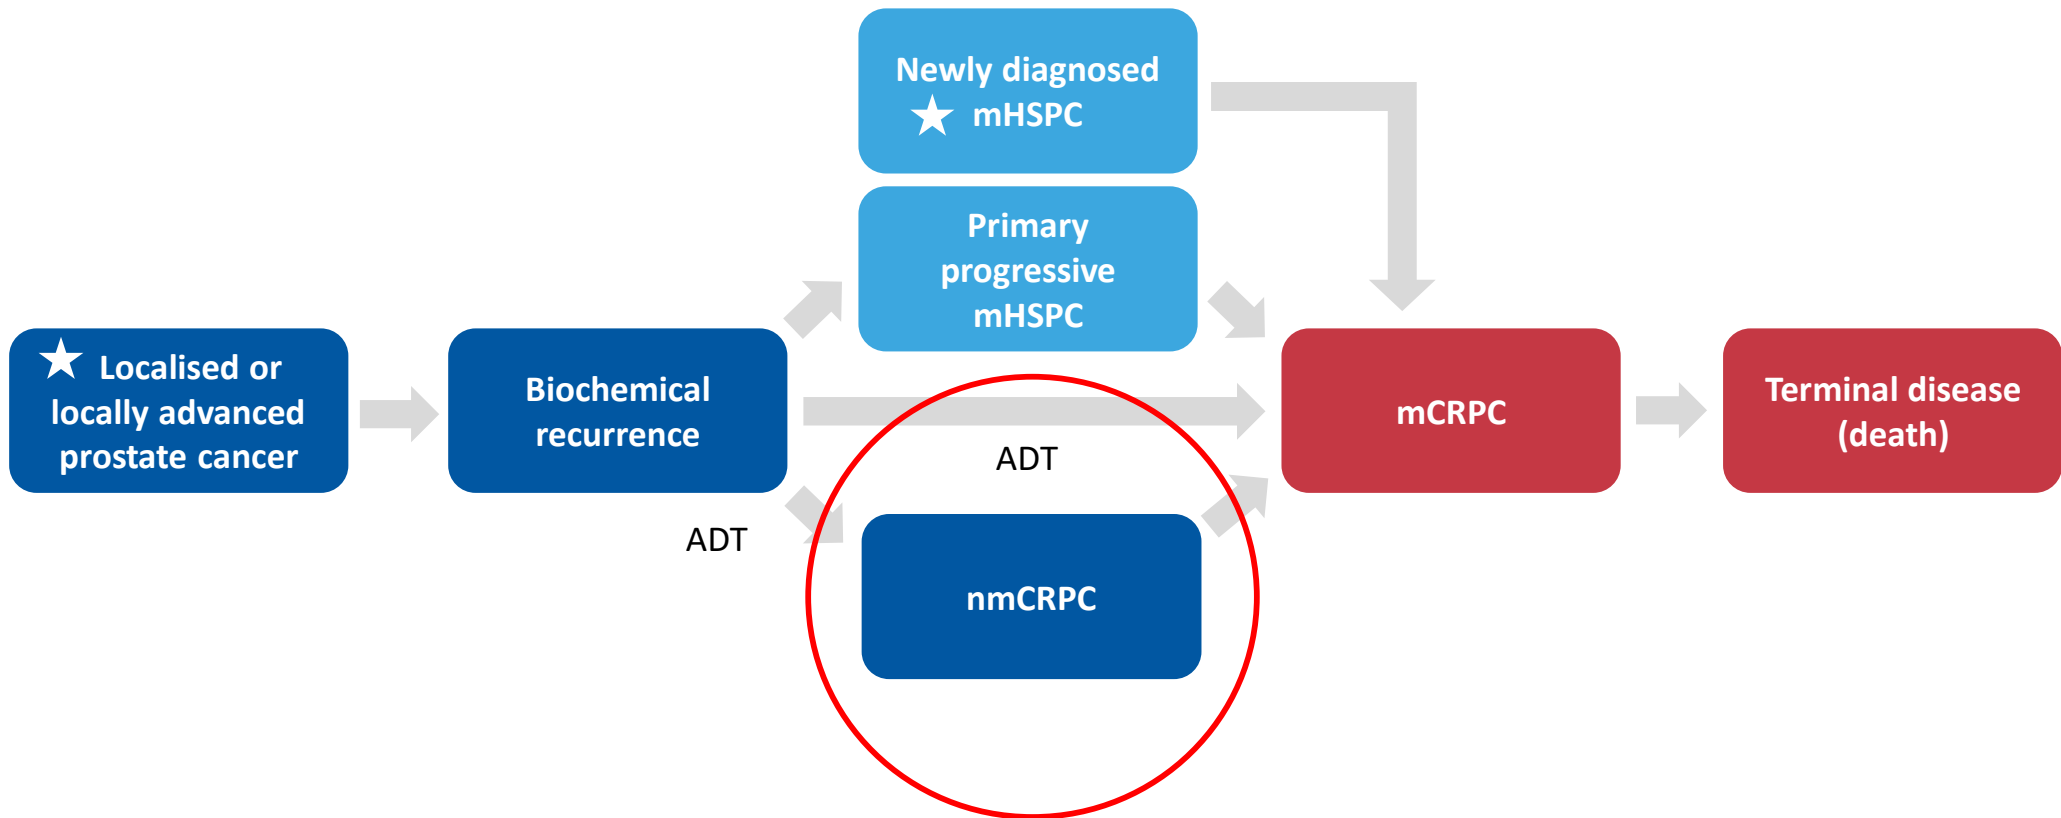 Newly diagnosed
mHSPC
Primary
progressive
mHSPC
Localised or
locally advanced
prostate cancer
Biochemical
recurrence
ADT
ADT
nmCRPC
mCRPC
Terminal disease
(death)